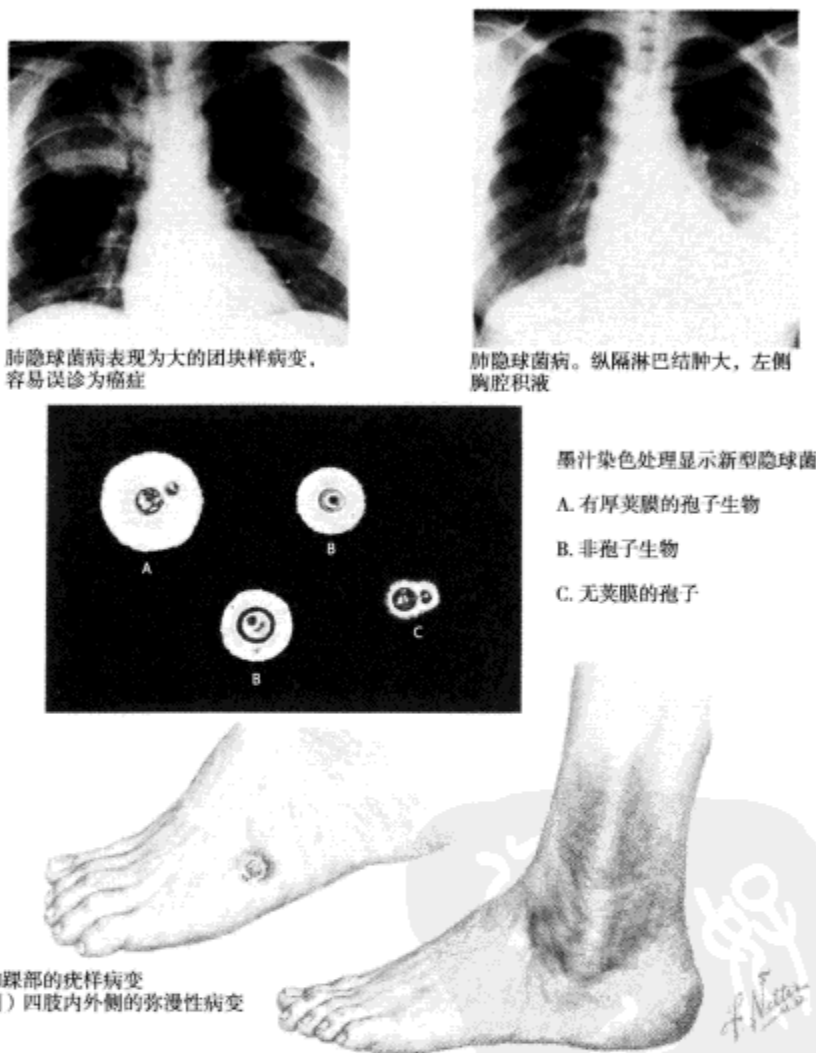 肺隐球菌病表现为大的团块样病变，
容易误诊为癌症
肺隐球菌病。纵隔淋巴结肿大，左侧
胸腔积液
墨汁染色处理显示新型隐球菌
A. 有厚荚膜的孢子生物
B. 非孢子生物
C. 无荚膜的孢子
A
B
B
C
踝部的疣样病变
）四肢内外侧的弥漫性病变
F. Netter
M.D.